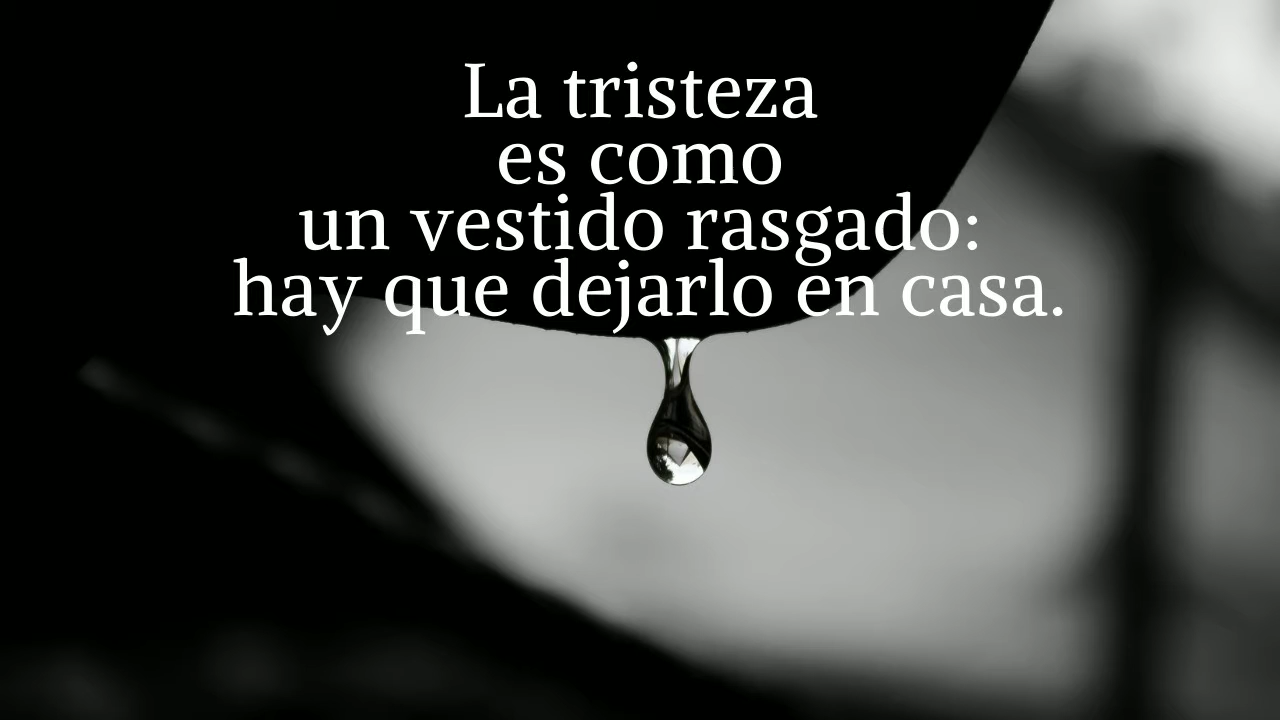 La tristeza
es como
un vestido rasgado:
hay que dejarlo en casa.